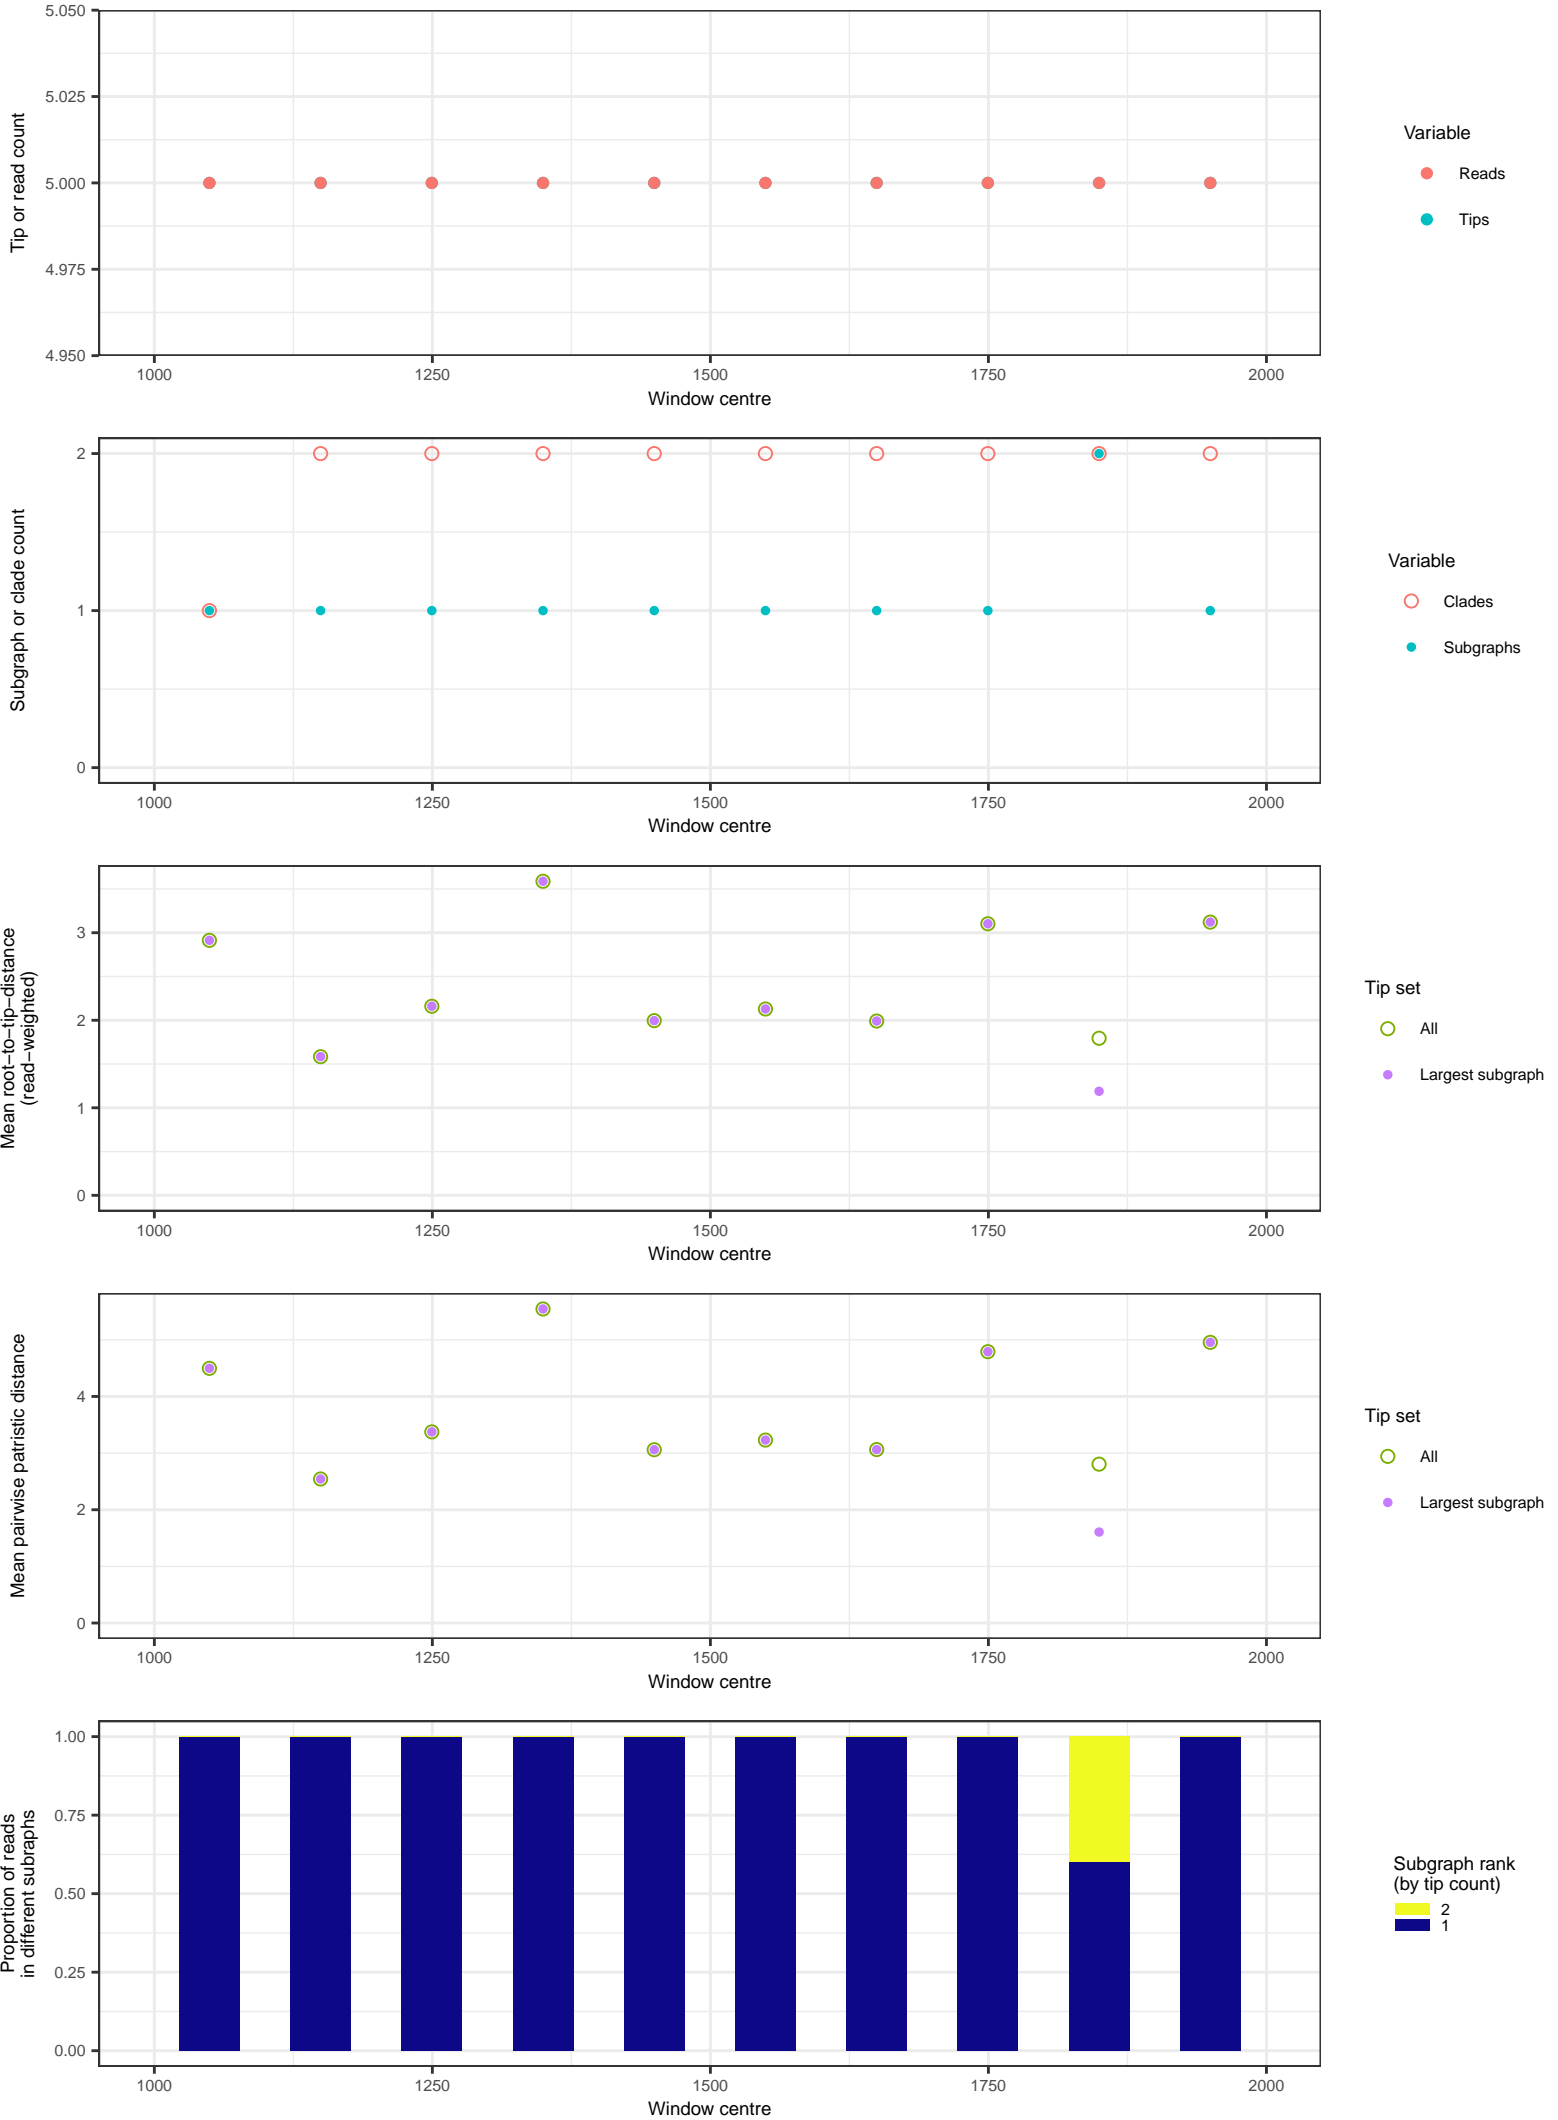 5.050
5.025
5.000
4.975
4.950
Tip or read count
1000 1250 1500 1750 2000
Window centre
Variable
Reads
Tips
2
1
0
Subgraph or clade count
1000 1250 1500 1750 2000
Window centre
Variable
Clades
Subgraphs
3
2
1
0
Mean root−to−tip−distance
(read−weighted)
1000 1250 1500 1750 2000
Window centre
Tip set
All
Largest subgraph
4
2
0
Mean pairwise patristic distance
1000 1250 1500 1750 2000
Window centre
Tip set
All
Largest subgraph
1.00
0.75
0.50
0.25
0.00
Proportion of reads
in different subraphs
1000 1250 1500 1750 2000
Window centre
Subgraph rank
(by tip count)
2
1